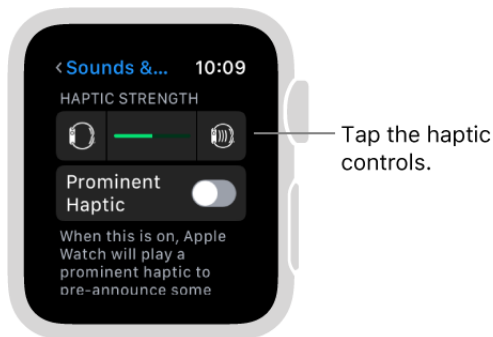 <Sounds &... 10:09
HAPTIC STRENGTH
Tap the haptic
controls.
Prominent
Haptic
When this is on, Apple
Watch will play a
prominent haptic to
pre-announce some